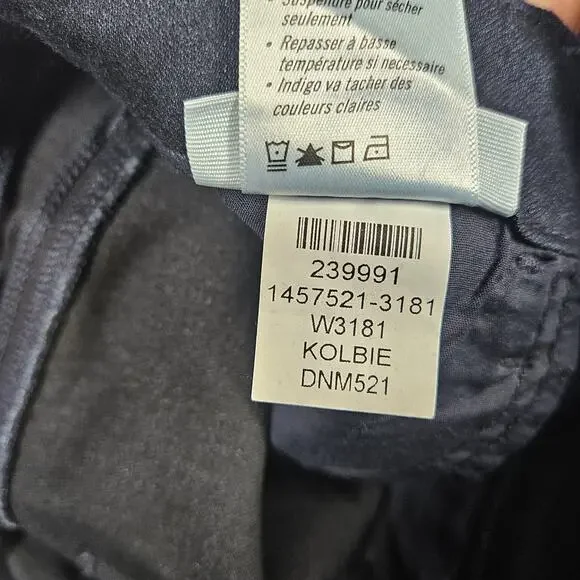 Suspendre pour sécher
seulement
• Repasser à basse
température si necessaire
• Indigo va tacher des
couleurs claires
239991
1457521-3181
W3181
KOLBIE
DNM521